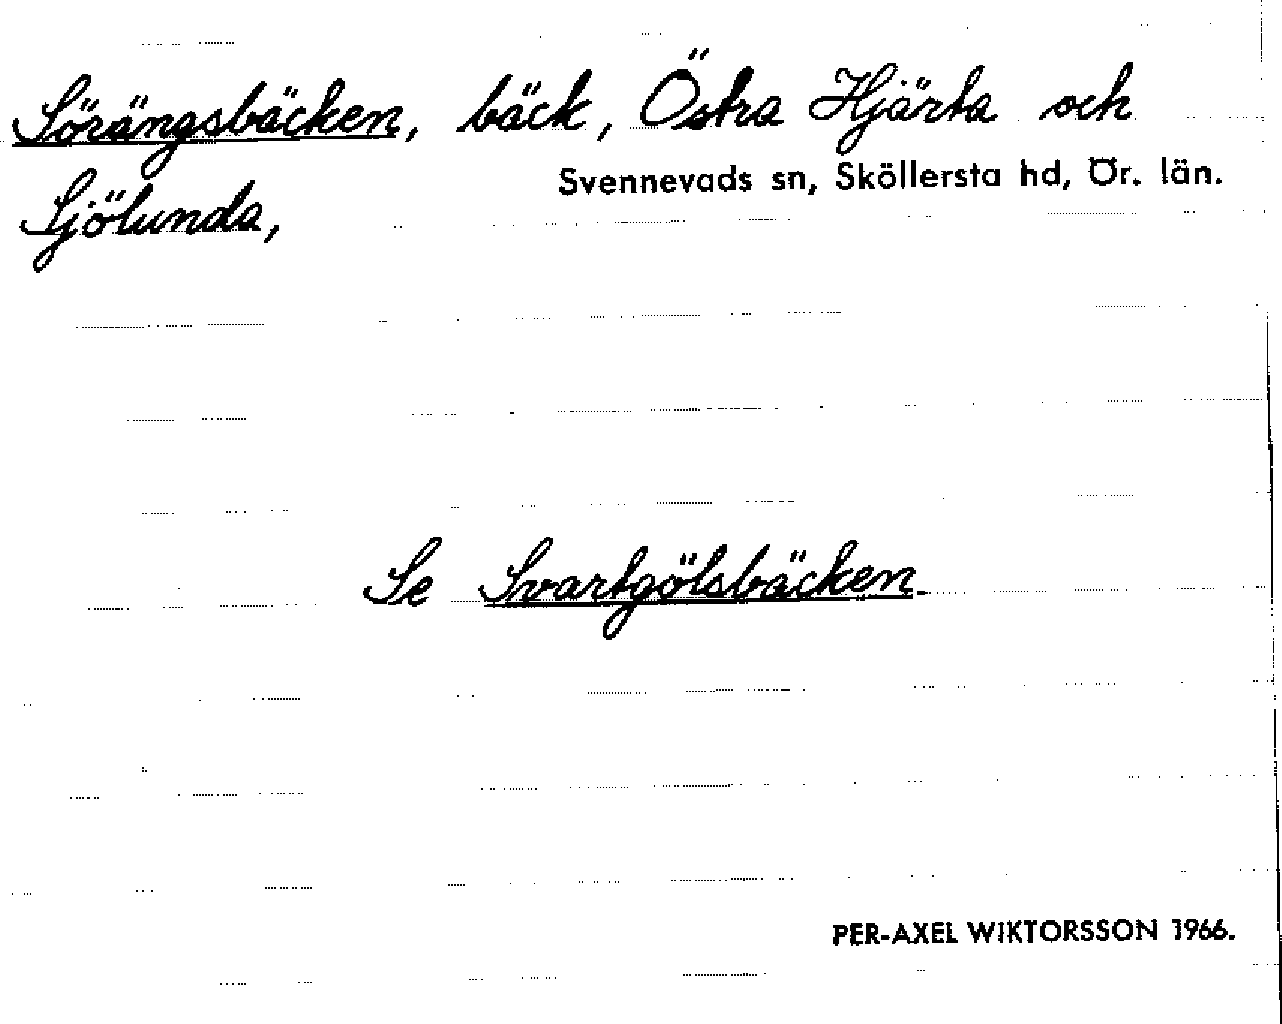 Sörängsbäcken, bäck, Östra Hjärta och
Sjölunda,
Svennevads sn, Sköllersta hd, Ör. län.
Se Svartgölsbäcken.
PER-AXEL WIKTORSSON 1966.